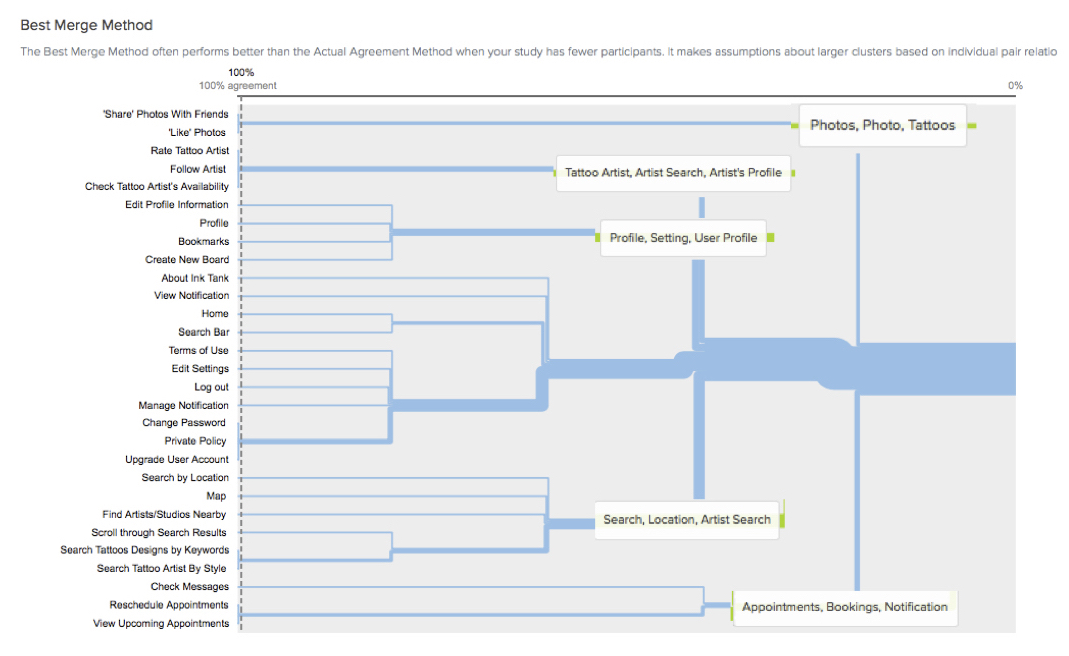 Best Merge Method
The Best Merge Method often performs better than the Actual Agreement Method when your study has fewer participants. It makes assumptions about larger clusters based on individual pair relatio
100%
100% agreement
0%
'Share' Photos With Friends
Photos, Photo, Tattoos
'Like' Photos
Rate Tattoo Artist
Follow Artist
Tattoo Artist, Artist Search, Artist's Profile
Check Tattoo Artist's Availability
Edit Profile Information
Profile
Profile, Setting, User Profile
Bookmarks
Create New Board
About Ink Tank
View Notification
Home
Search Bar
Terms of Use
Edit Settings
Log out
Manage Notification
Change Password
Private Policy
Upgrade User Account
Search by Location
Map
Find Artists/Studios Nearby
Search, Location, Artist Search
Scroll through Search Results
Search Tattoos Designs by Keywords
Search Tattoo Artist By Style
Check Messages
Reschedule Appointments
Appointments, Bookings, Notification
View Upcoming Appointments